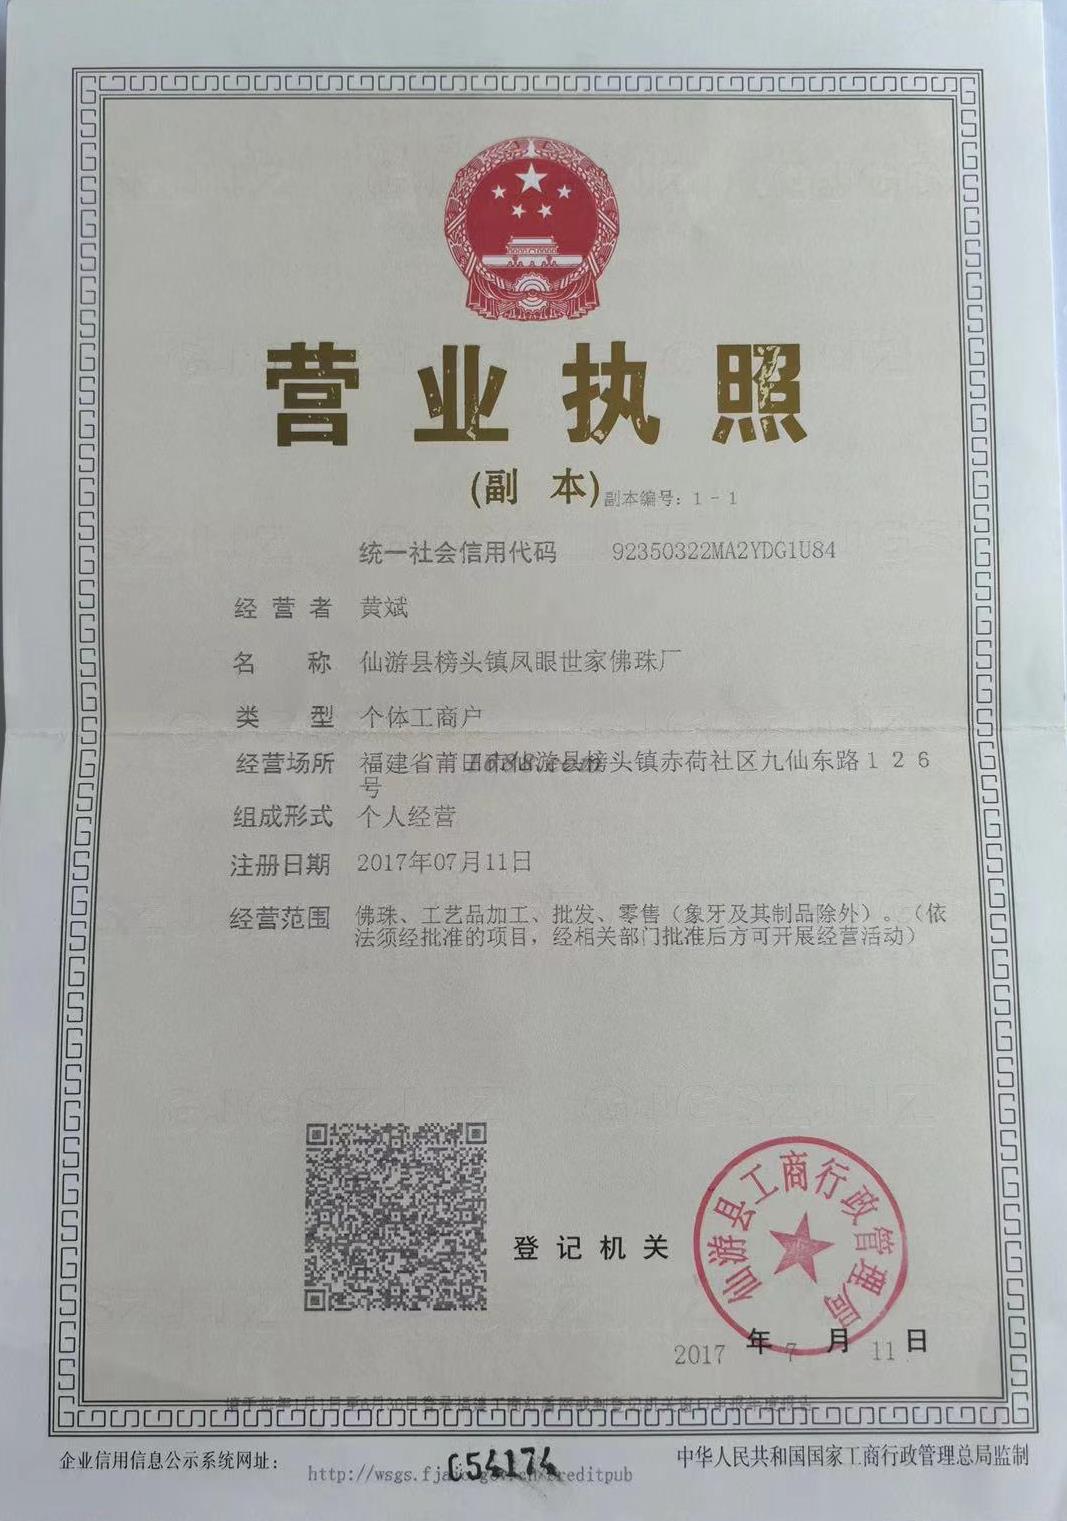 营业执照
(副 本)副本编号：1－1
统一社会信用代码 92350322MA2YDG1U84
经营者 黄斌
名称 仙游县榜头镇凤眼世家佛珠厂
类型 个体工商户
经营场所 福建省莆田市仙游县榜头镇赤荷社区九仙东路１２６
号
组成形式 个人经营
注册日期 2017年07月11日
经营范围 佛珠、工艺品加工、批发、零售（象牙及其制品除外）。（依
法须经批准的项目，经相关部门批准后方可开展经营活动）
登记机关
仙游县工商行政管理局
2017 年 7 月 11 日
企业信用信息公示系统网址：
C54174
中华人民共和国国家工商行政管理总局监制